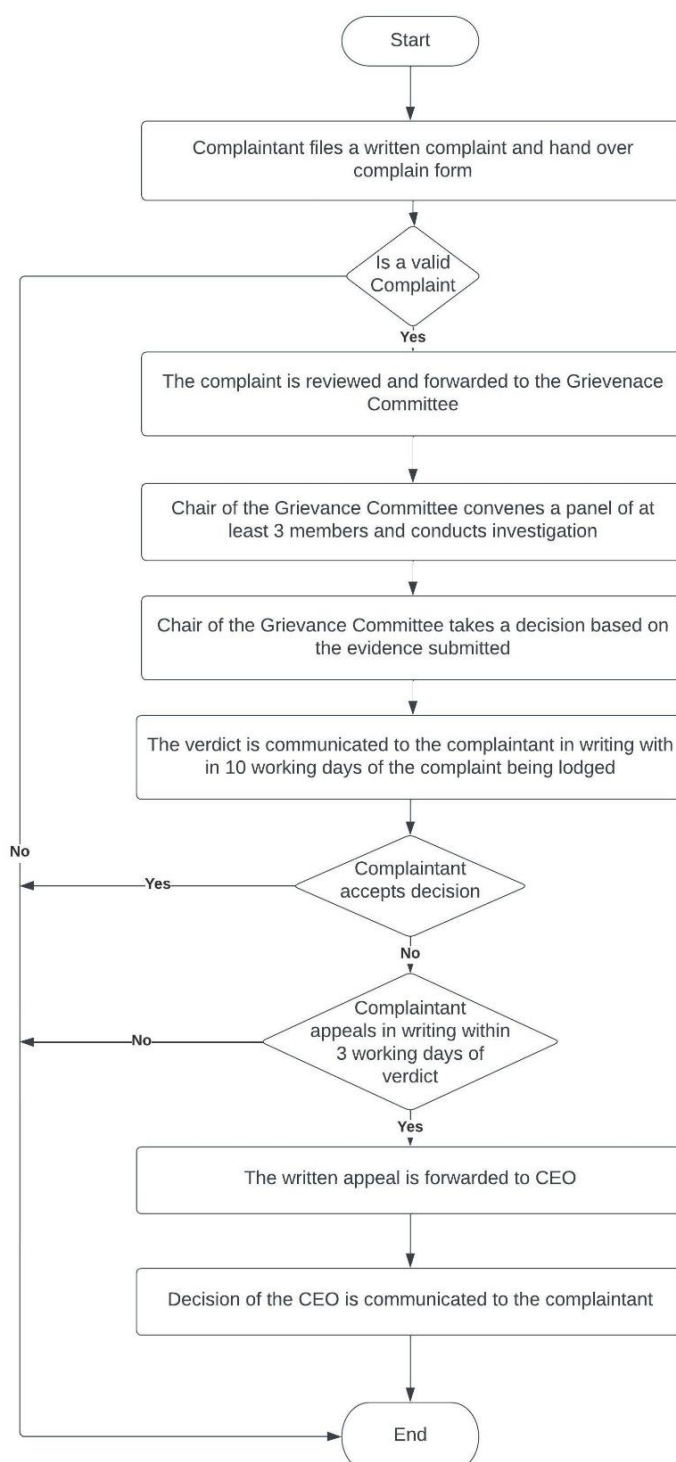 Start
Complaintant files a written complaint and hand over
complain form
Is a valid
Complaint
Yes
The complaint is reviewed and forwarded to the Grievenace
Committee
Chair of the Grievance Committee convenes a panel of at
least 3 members and conducts investigation
Chair of the Grievance Committee takes a decision based on
the evidence submitted
The verdict is communicated to the complaintant in writing with
in 10 working days of the complaint being lodged
No
Complaintant
accepts decision
Yes
No
Complaintant
appeals in writing within
3 working days of
verdict
No
Yes
The written appeal is forwarded to CEO
Decision of the CEO is communicated to the complaintant
End